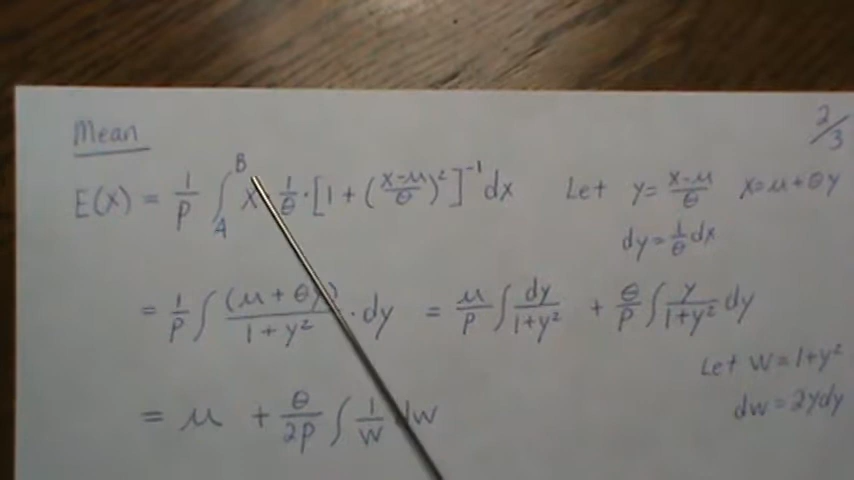 2/3
Mean
E(x) = 1/P ∫_A^B x 1/θ · [1 + ((x-μ)/θ)²]^-1 dx   Let y = (x-μ)/θ   x = μ + θy
dy = 1/θ dx
= 1/P ∫ (μ + θy)/(1 + y²) · dy = μ/P ∫ dy/(1+y²) + θ/P ∫ y/(1+y²) dy
Let W = 1+y²
dw = 2ydy
= μ + θ/2P ∫ 1/W dw